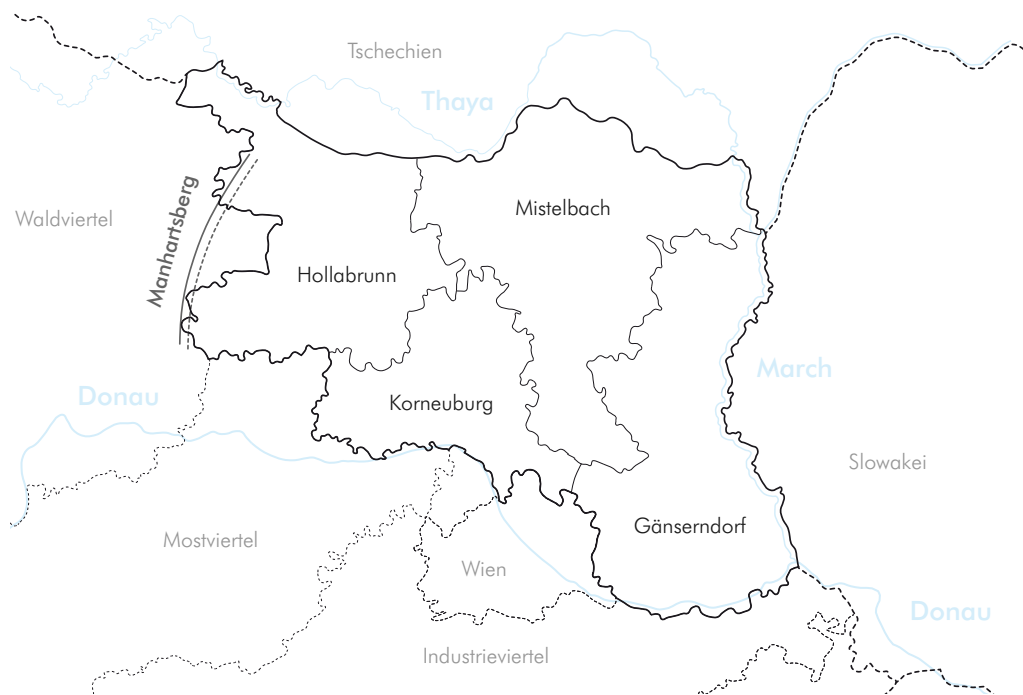 Tschechien
Thaya
Manhartsberg
Waldviertel
Mistelbach
Hollabrunn
March
Donau
Korneuburg
Slowakei
Mostviertel
Gänserndorf
Wien
Donau
Industrieviertel